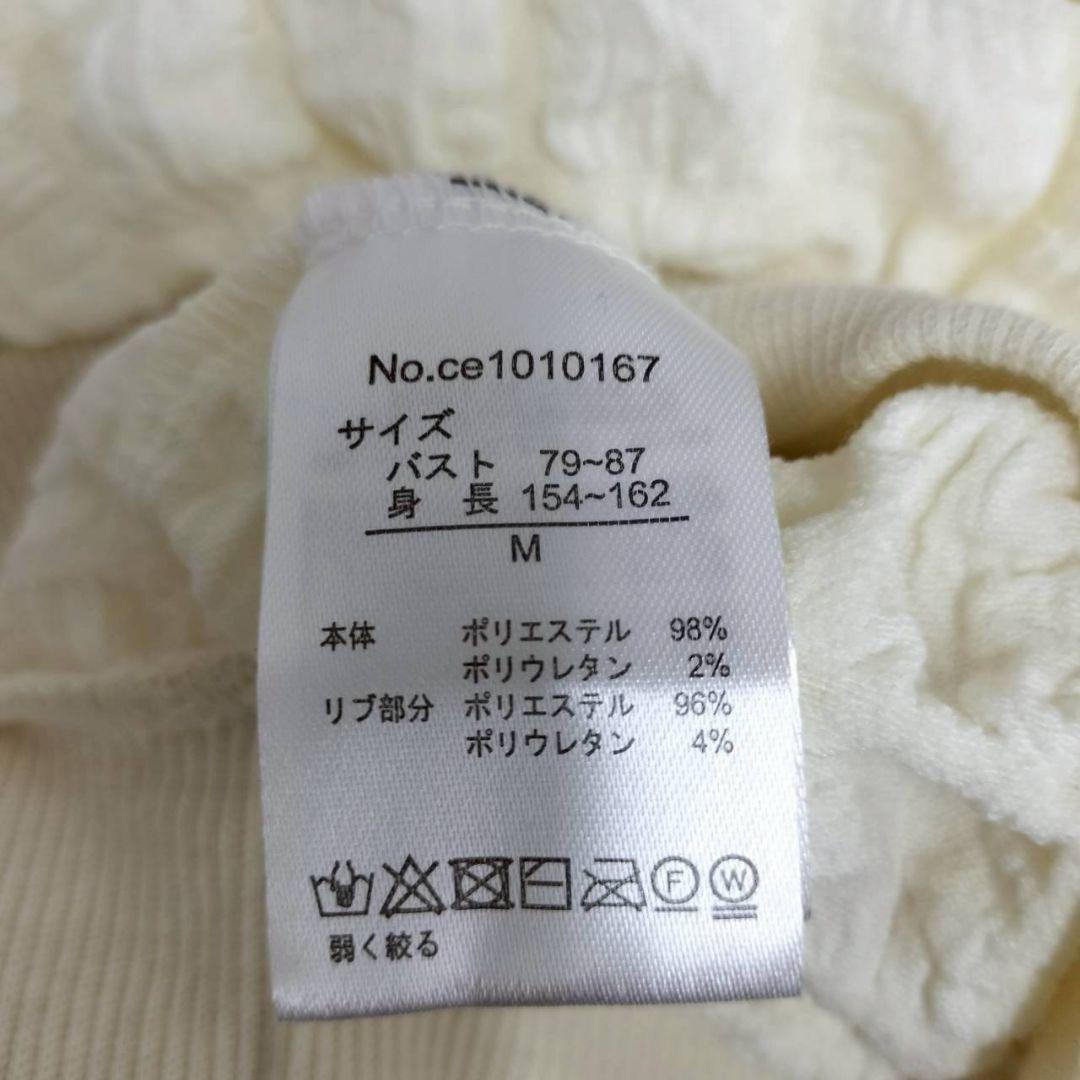 No.ce1010167
サイズ
バスト 79~87
身 長 154~162
M
本体 ポリエステル 98%
ポリウレタン 2%
リブ部分 ポリエステル 96%
ポリウレタン 4%
F W
弱く絞る